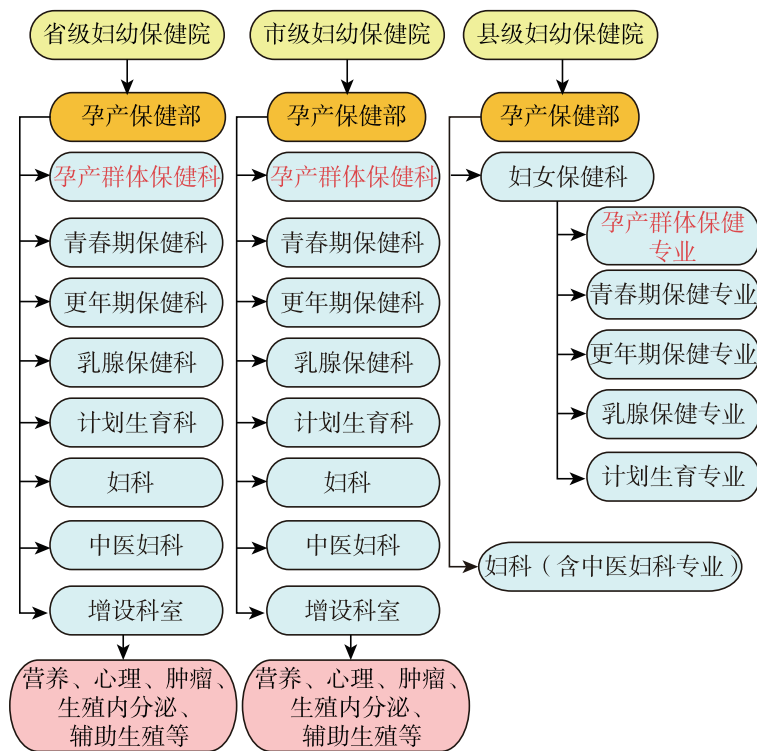 省级妇幼保健院
孕产保健部
孕产群体保健科
青春期保健科
更年期保健科
乳腺保健科
计划生育科
妇科
中医妇科
增设科室
营养、心理、肿瘤、
生殖内分泌、
辅助生殖等
市级妇幼保健院
孕产保健部
孕产群体保健科
青春期保健科
更年期保健科
乳腺保健科
计划生育科
妇科
中医妇科
增设科室
营养、心理、肿瘤、
生殖内分泌、
辅助生殖等
县级妇幼保健院
孕产保健部
妇女保健科
孕产群体保健
专业
青春期保健专业
更年期保健专业
乳腺保健专业
计划生育专业
妇科（含中医妇科专业）